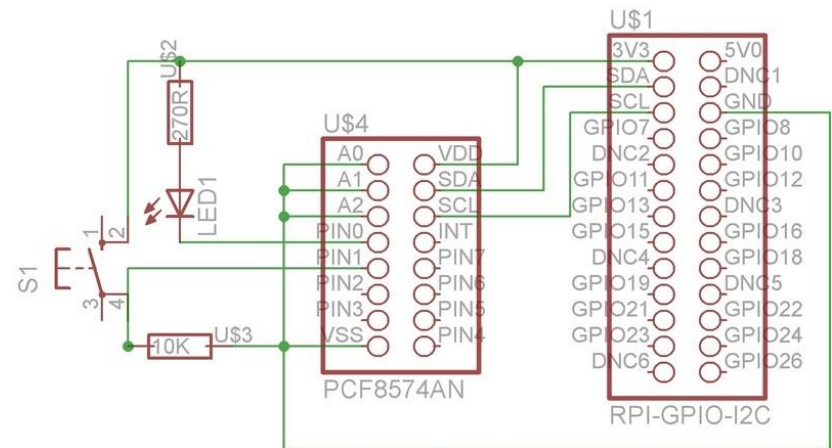 U$1
3V3 5V0
SDA DNC1
SCL GND
GPIO7 GPIO8
DNC2 GPIO10
GPIO11 GPIO12
GPIO13 DNC3
GPIO15 GPIO16
DNC4 GPIO18
GPIO19 DNC5
GPIO21 GPIO22
GPIO23 GPIO24
DNC6 GPIO26
RPI-GPIO-I2C
U$2
270R
LED1
U$4
A0 VDD
A1 SDA
A2 SCL
PIN0 INT
PIN1 PIN7
PIN2 PIN6
PIN3 PIN5
VSS PIN4
PCF8574AN
S1
1 2
3 4
10K
U$3